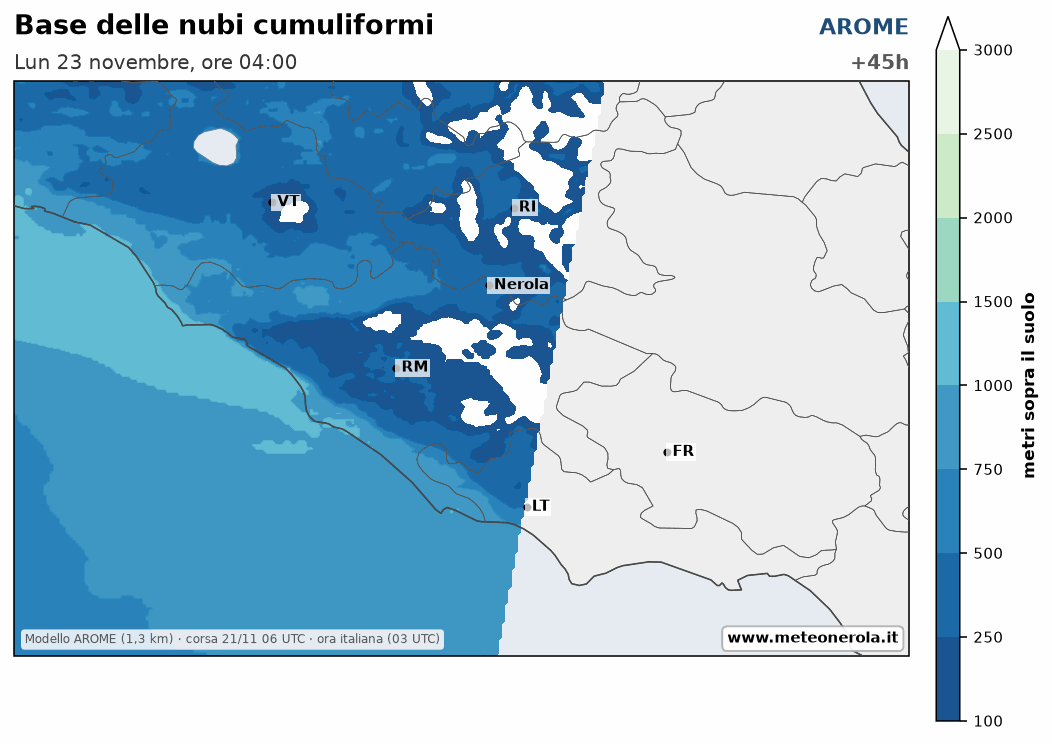 Base delle nubi cumuliformi
AROME
Lun 23 novembre, ore 04:00
+45h
VT
RI
Nerola
RM
FR
LT
Modello AROME (1,3 km) · corsa 21/11 06 UTC · ora italiana (03 UTC)
www.meteonerola.it
3000
2500
2000
1500
1000
750
500
250
100
metri sopra il suolo